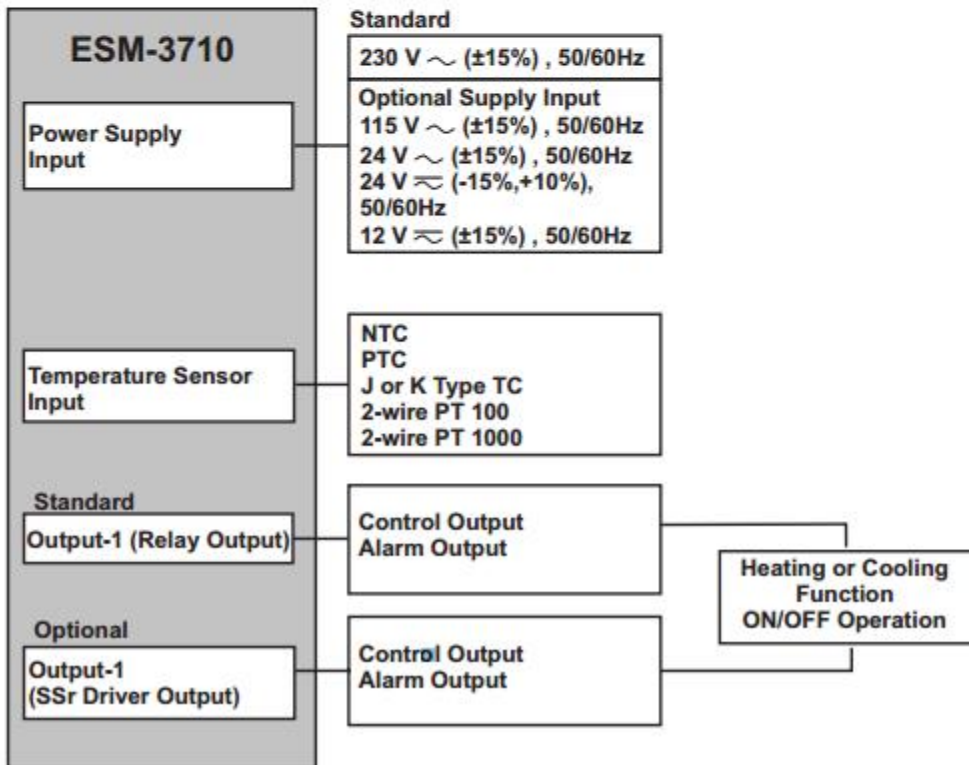 Standard
ESM-3710
230 V ～ (±15%) , 50/60Hz
Power Supply
Input
Optional Supply Input
115 V ～ (±15%) , 50/60Hz
24 V ～ (±15%) , 50/60Hz
24 V ⏦ (-15%,+10%),
50/60Hz
12 V ⏦ (±15%) , 50/60Hz
Temperature Sensor
Input
NTC
PTC
J or K Type TC
2-wire PT 100
2-wire PT 1000
Standard
Output-1 (Relay Output)
Control Output
Alarm Output
Heating or Cooling
Function
ON/OFF Operation
Optional
Output-1
(SSr Driver Output)
Control Output
Alarm Output